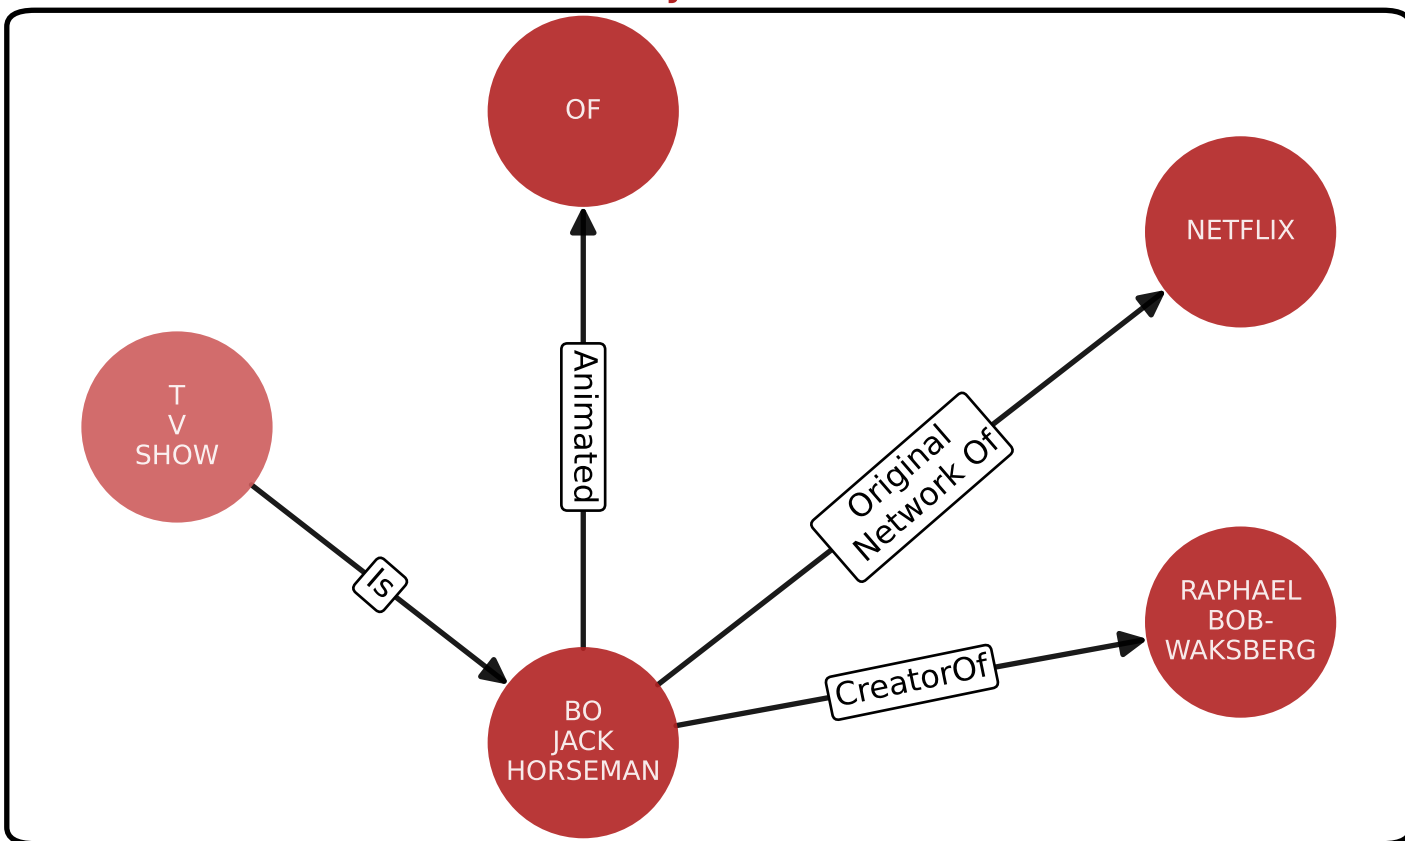 OF
NETFLIX
T
V
SHOW
Animated
Original
Network Of
Is
RAPHAEL
BOB-
WAKSBERG
CreatorOf
BO
JACK
HORSEMAN